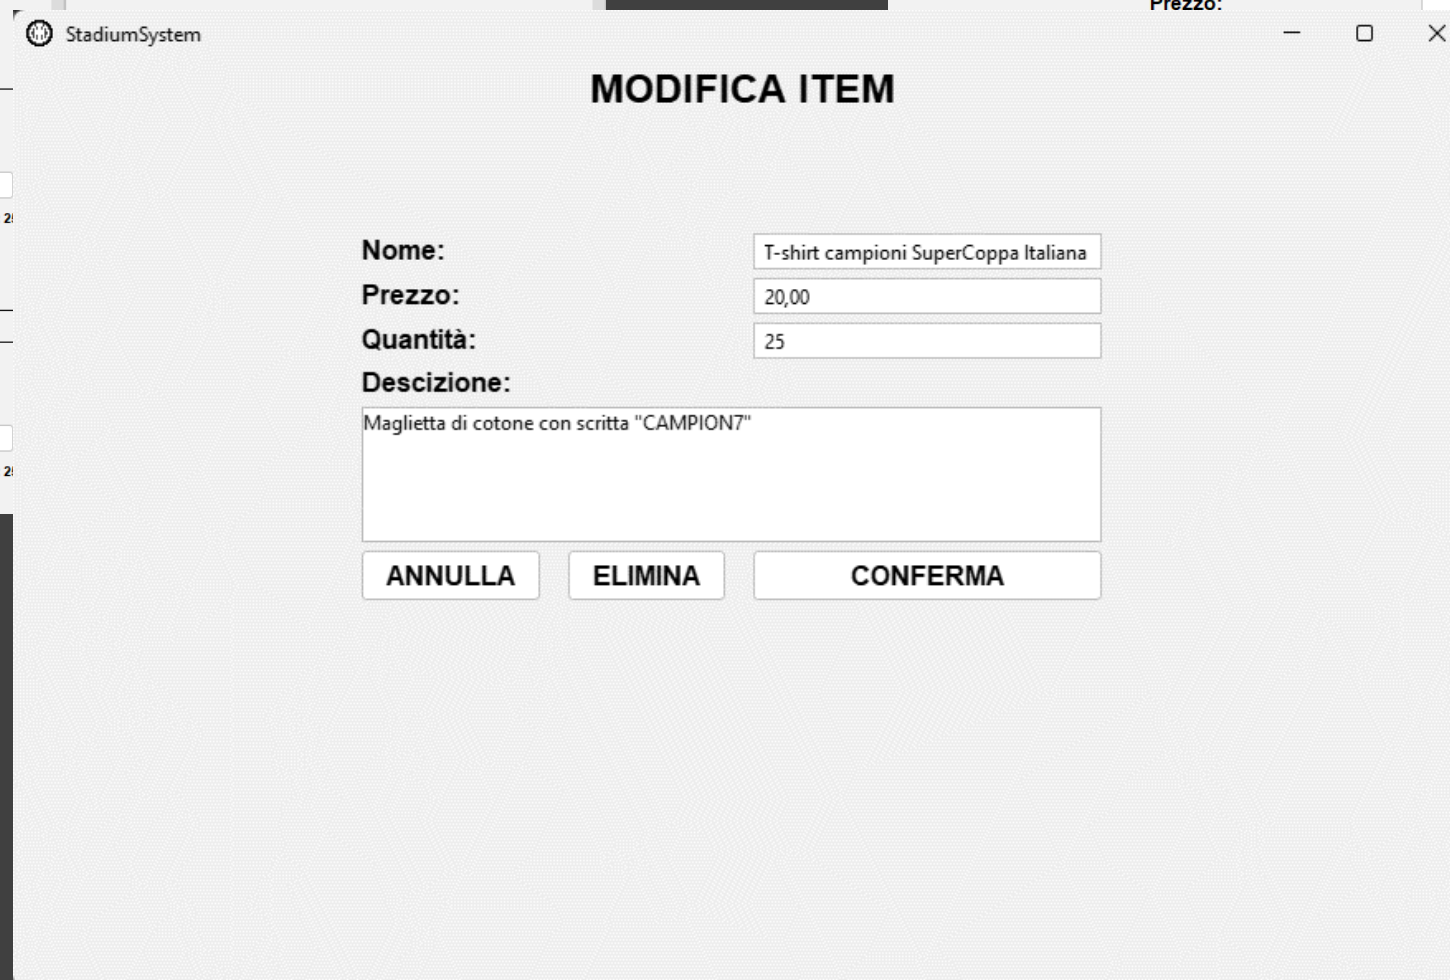 Prezzo:
StadiumSystem
MODIFICA ITEM
Nome:
T-shirt campioni SuperCoppa Italiana
Prezzo:
20,00
Quantità:
25
Descizione:
Maglietta di cotone con scritta "CAMPION7"
ANNULLA
ELIMINA
CONFERMA